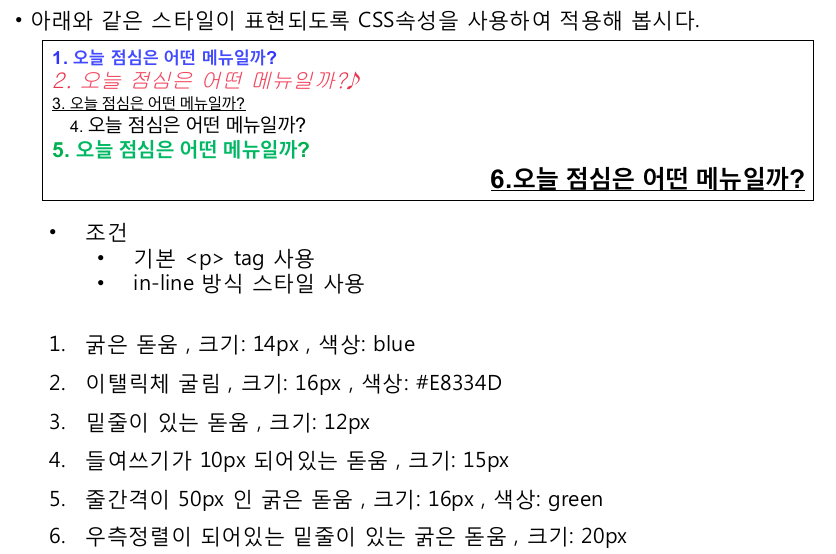 • 아래와 같은 스타일이 표현되도록 CSS속성을 사용하여 적용해 봅시다.
1. 오늘 점심은 어떤 메뉴일까?
2. 오늘 점심은 어떤 메뉴일까?♪
3. 오늘 점심은 어떤 메뉴일까?
4. 오늘 점심은 어떤 메뉴일까?
5. 오늘 점심은 어떤 메뉴일까?
6.오늘 점심은 어떤 메뉴일까?
• 조건
• 기본 <p> tag 사용
• in-line 방식 스타일 사용
1. 굵은 돋움 , 크기: 14px , 색상: blue
2. 이탤릭체 굴림 , 크기: 16px , 색상: #E8334D
3. 밑줄이 있는 돋움 , 크기: 12px
4. 들여쓰기가 10px 되어있는 돋움 , 크기: 15px
5. 줄간격이 50px 인 굵은 돋움 , 크기: 16px , 색상: green
6. 우측정렬이 되어있는 밑줄이 있는 굵은 돋움 , 크기: 20px